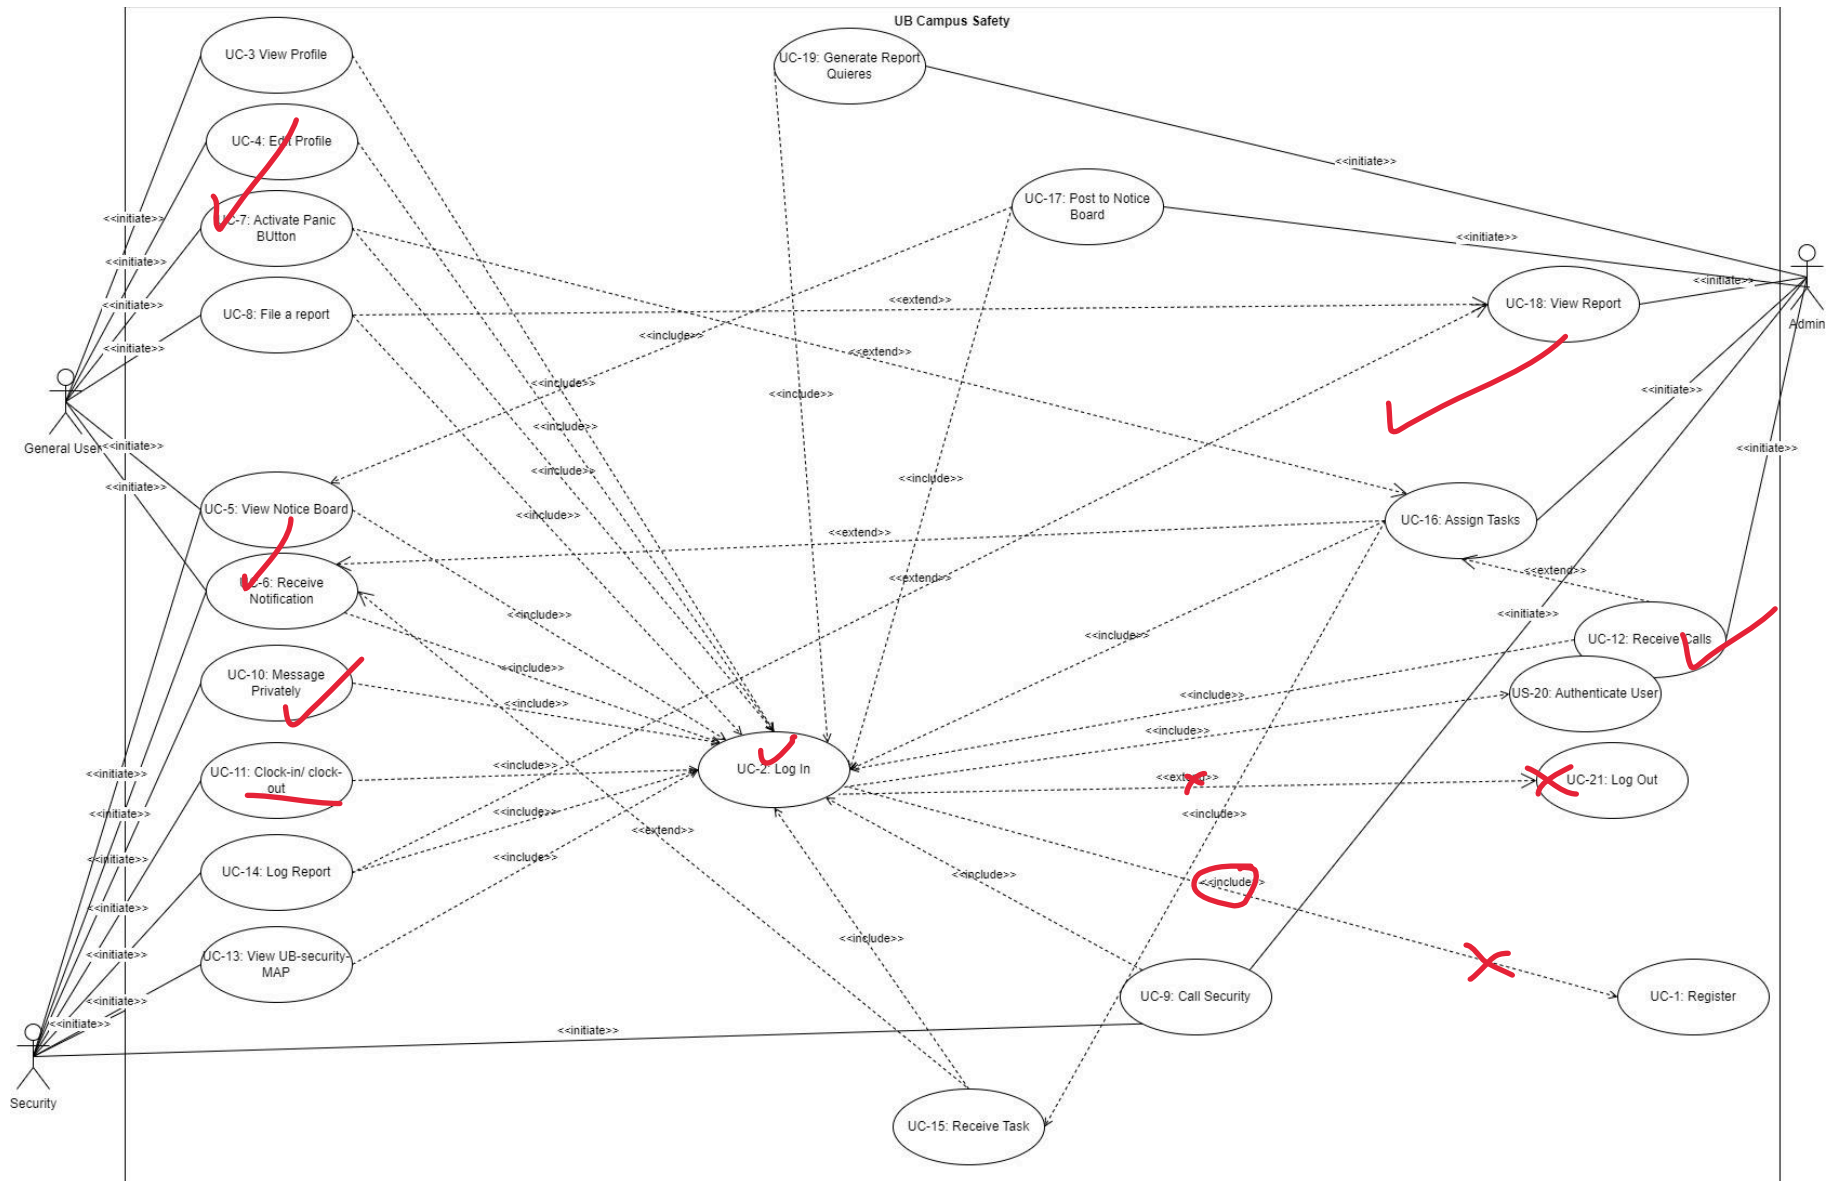 UB Campus Safety
UC-3 View Profile
UC-19: Generate Report
Quieres
UC-4: Edit Profile
<<initiate>>
UC-17: Post to Notice
Board
<<initiate>>
UC-7: Activate Panic
BUtton
<<initiate>>
<<initiate>>
<<initiate>>
<<extend>>
UC-18: View Report
<<initiate>>
UC-8: File a report
Admin
<<include>>
<<initiate>>
<<extend>>
<<include>>
<<include>>
<<initiate>>
<<include>>
General User
<<initiate>>
<<initiate>>
<<include>>
<<include>>
<<initiate>>
UC-5: View Notice Board
<<include>>
UC-16: Assign Tasks
<<extend>>
<<extend>>
<<extend>>
UC-6: Receive
Notification
<<include>>
<<initiate>>
<<include>>
UC-12: Receive Calls
<<include>>
UC-10: Message
Privately
<<include>>
<<include>>
US-20: Authenticate User
<<include>>
<<include>>
UC-2: Log In
<<initiate>>
UC-11: Clock-in/ clock-
out
<<extend>>
UC-21: Log Out
<<initiate>>
<<include>>
<<include>>
<<extend>>
<<initiate>>
<<include>>
UC-14: Log Report
<<include>>
<<include>>
<<initiate>>
<<include>>
<<initiate>>
UC-13: View UB-security-
MAP
<<initiate>>
UC-9: Call Security
UC-1: Register
<<initiate>>
<<initiate>>
Security
UC-15: Receive Task